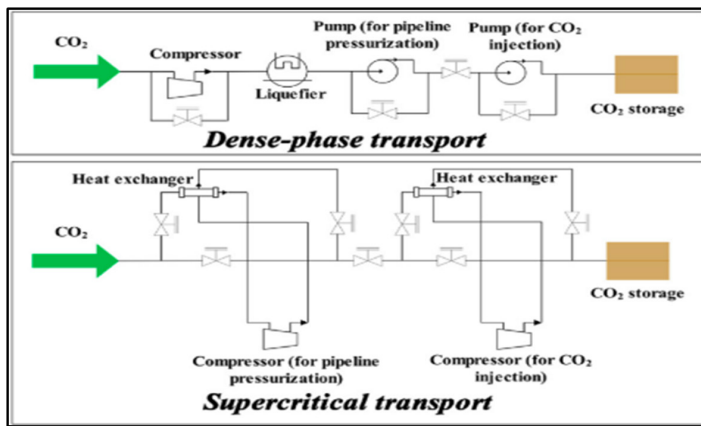 CO₂
Compressor
Liquefier
Pump (for pipeline
pressurization)
Pump (for CO₂
injection)
CO₂ storage
Dense-phase transport
Heat exchanger
Heat exchanger
CO₂
CO₂ storage
Compressor (for pipeline
pressurization)
Compressor (for CO₂
injection)
Supercritical transport